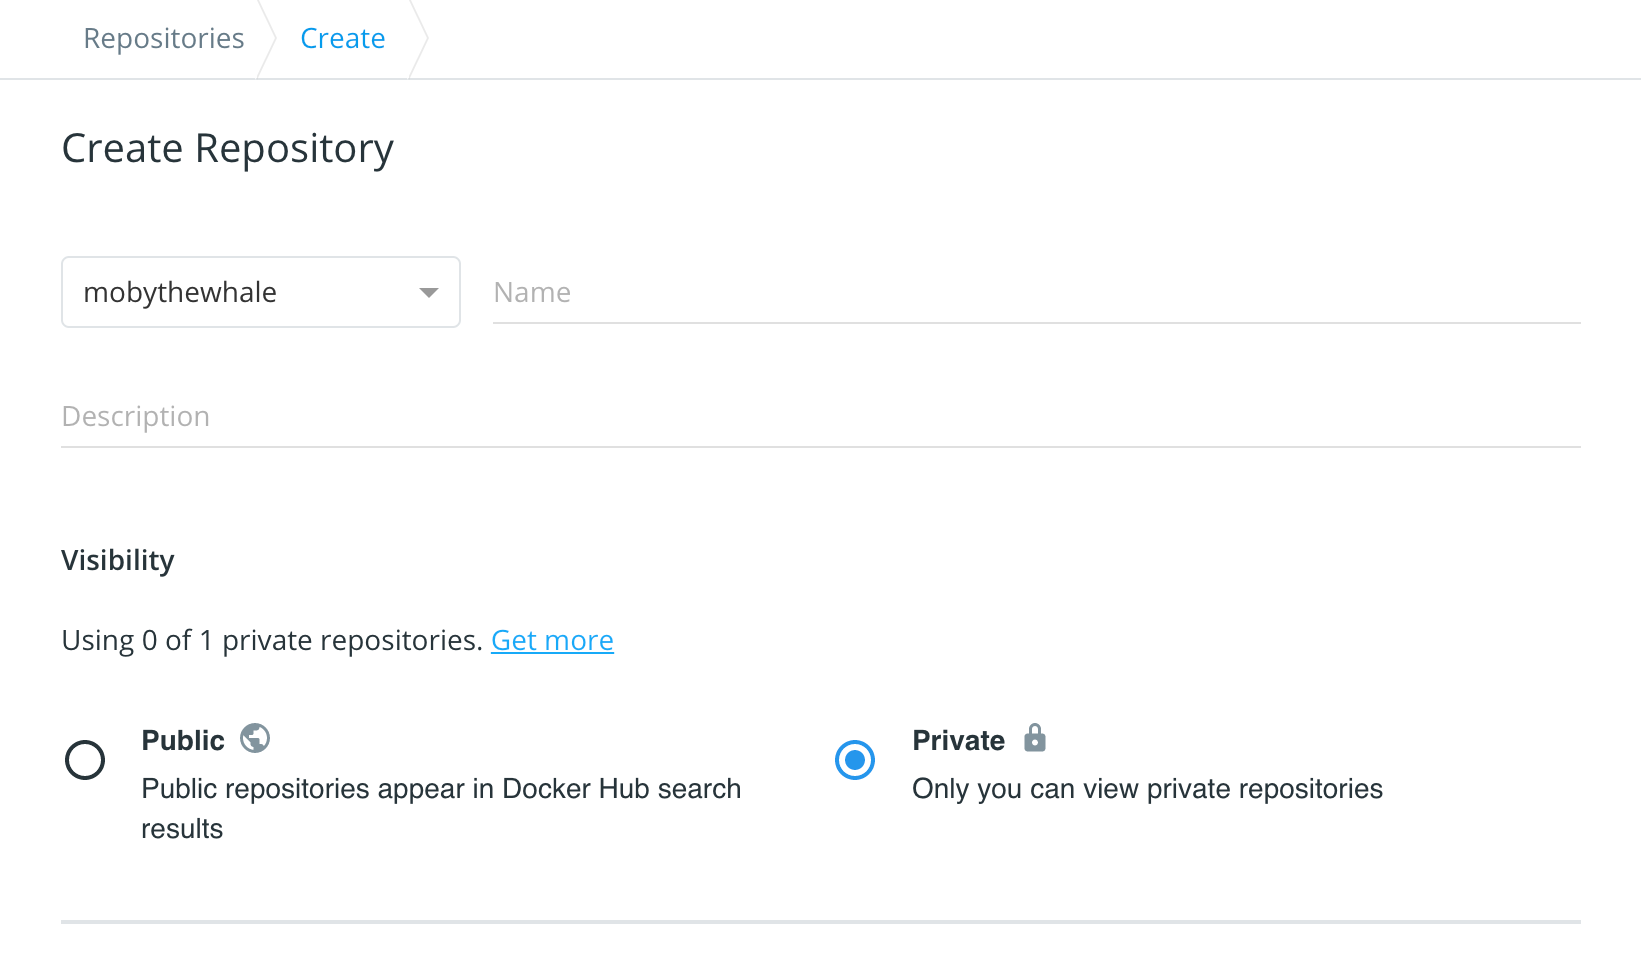 Repositories Create
Create Repository
mobythewhale Name
Description
Visibility
Using 0 of 1 private repositories. Get more
Public
Public repositories appear in Docker Hub search
results
Private
Only you can view private repositories